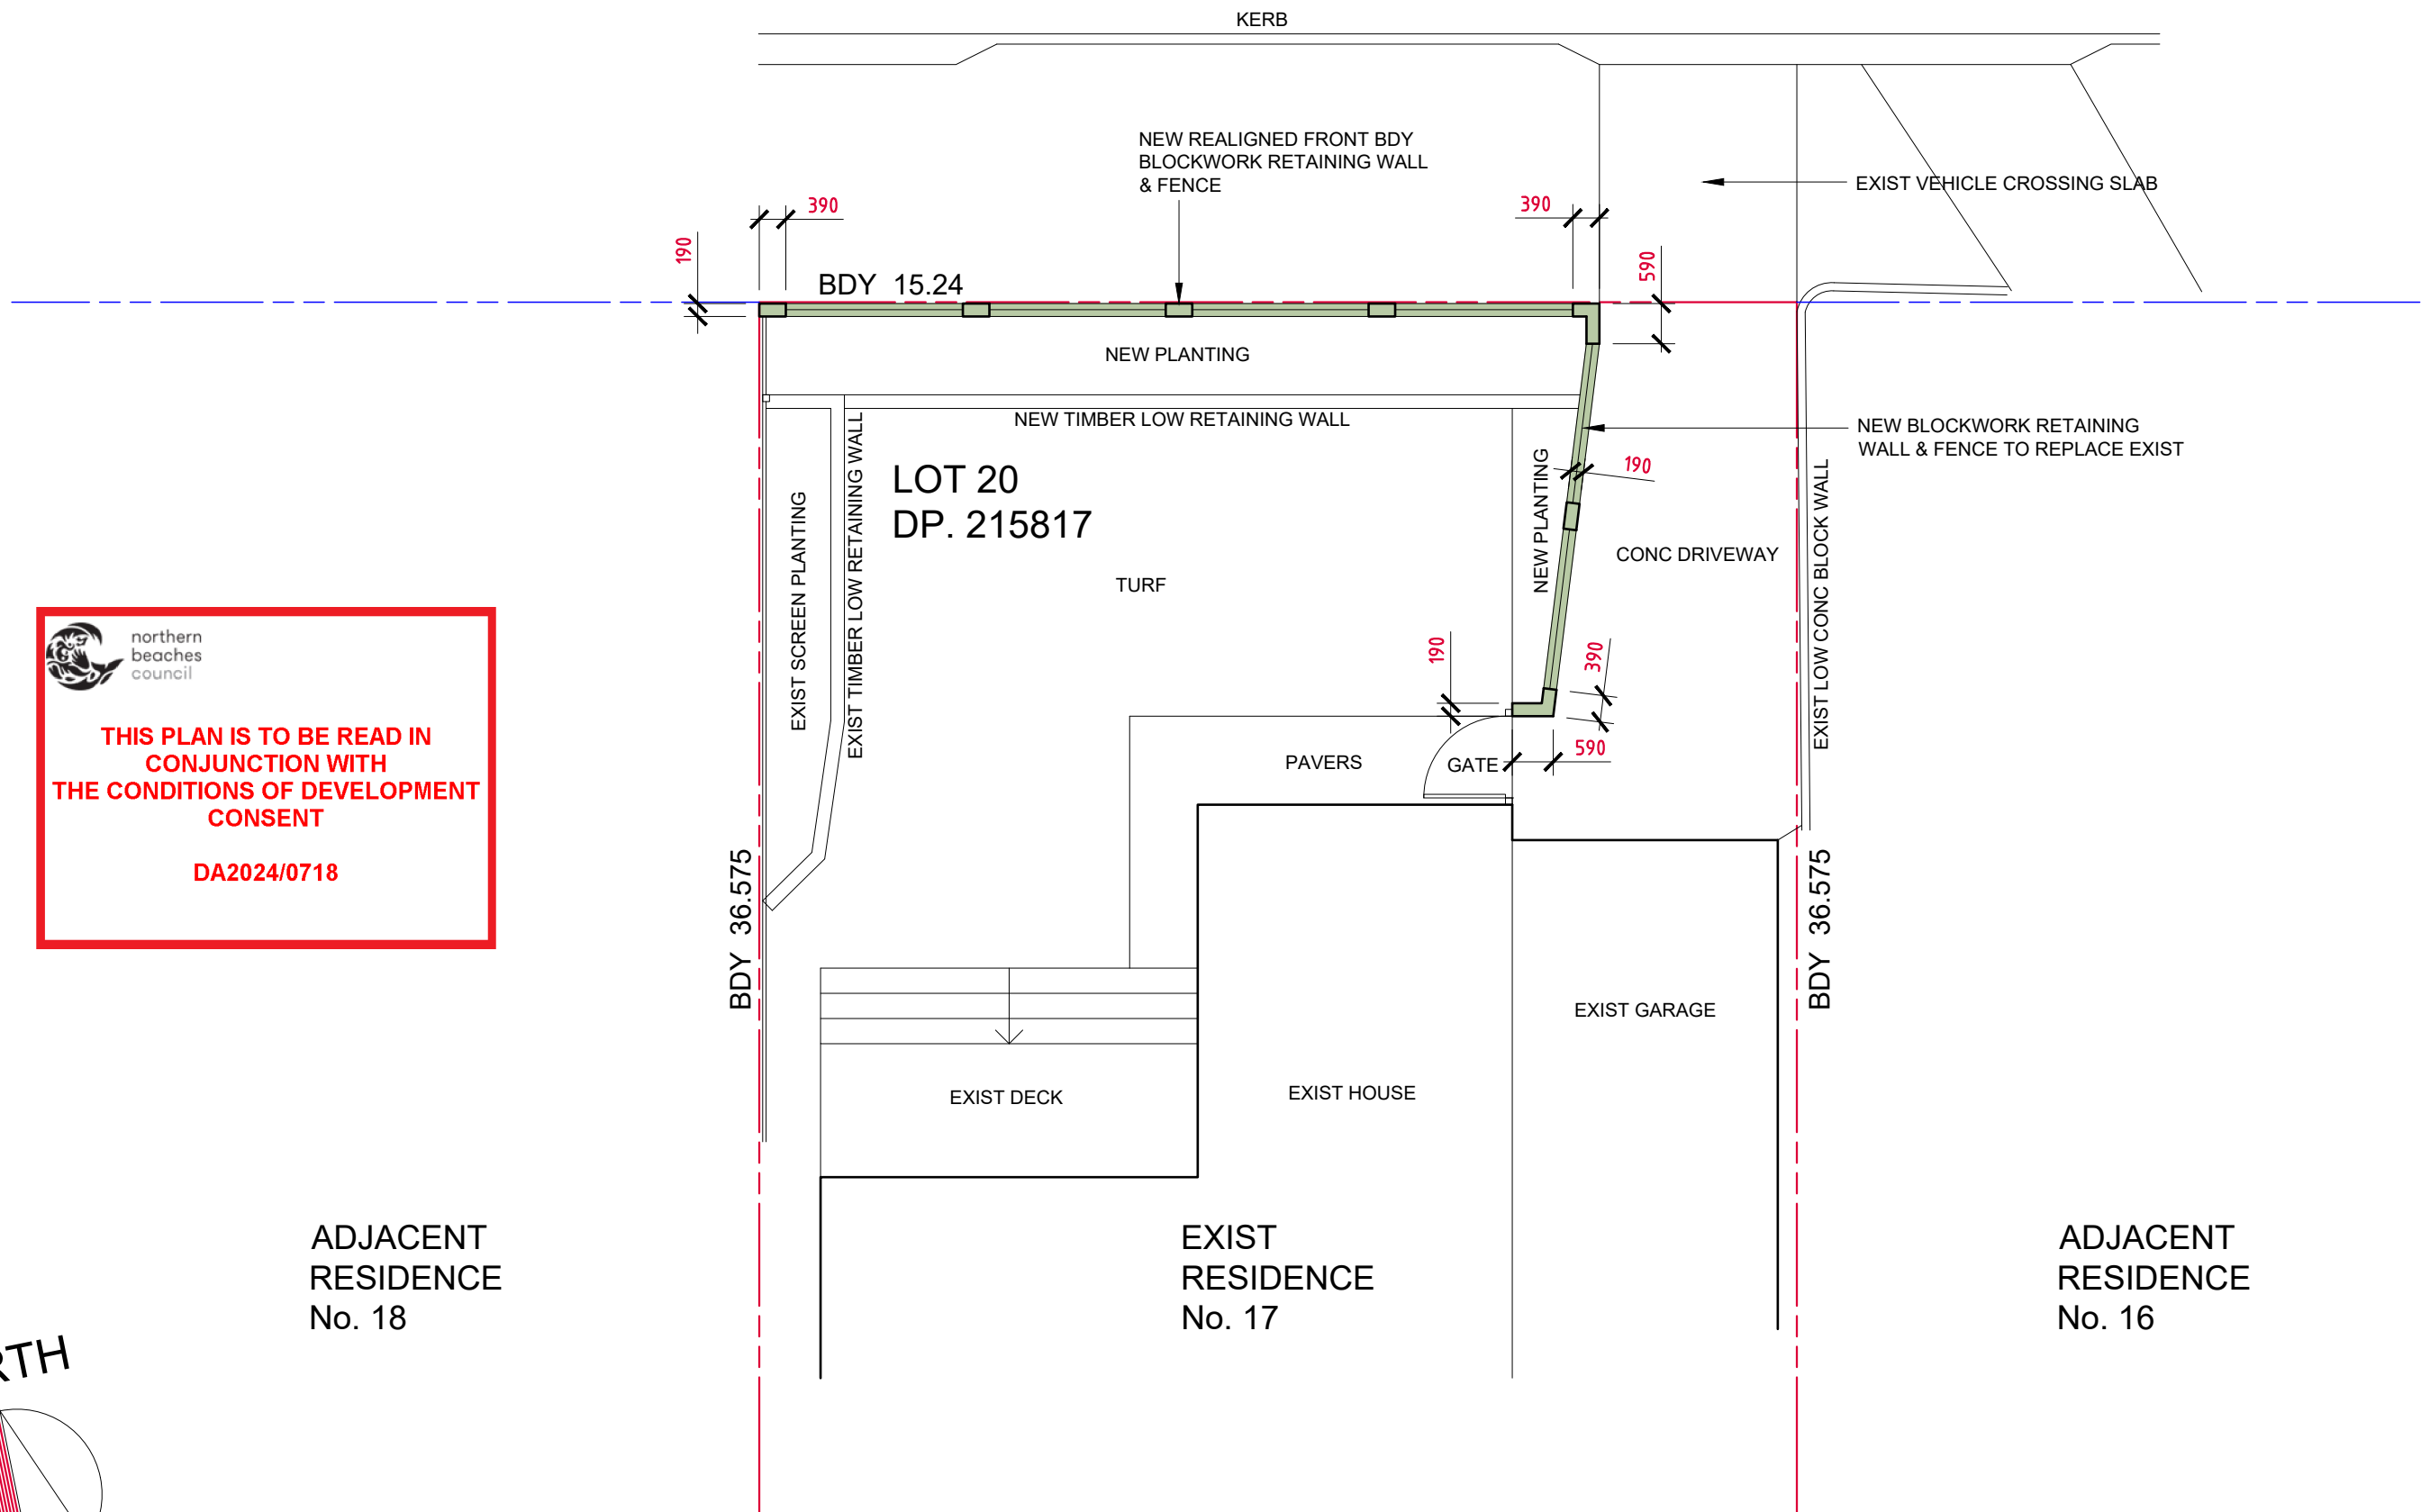 KERB
NEW REALIGNED FRONT BDY
BLOCKWORK RETAINING WALL
& FENCE
EXIST VEHICLE CROSSING SLAB
390
390
190
590
BDY 15.24
NEW PLANTING
NEW TIMBER LOW RETAINING WALL
NEW BLOCKWORK RETAINING
WALL & FENCE TO REPLACE EXIST
LOT 20
DP. 215817
190
NEW PLANTING
EXIST SCREEN PLANTING
EXIST TIMBER LOW RETAINING WALL
EXIST LOW CONC BLOCK WALL
CONC DRIVEWAY
TURF
northern
beaches
council
THIS PLAN IS TO BE READ IN
CONJUNCTION WITH
THE CONDITIONS OF DEVELOPMENT
CONSENT
DA2024/0718
190
390
590
PAVERS
GATE
BDY 36.575
BDY 36.575
EXIST GARAGE
EXIST DECK
EXIST HOUSE
ADJACENT
RESIDENCE
No. 18
EXIST
RESIDENCE
No. 17
ADJACENT
RESIDENCE
No. 16
RTH